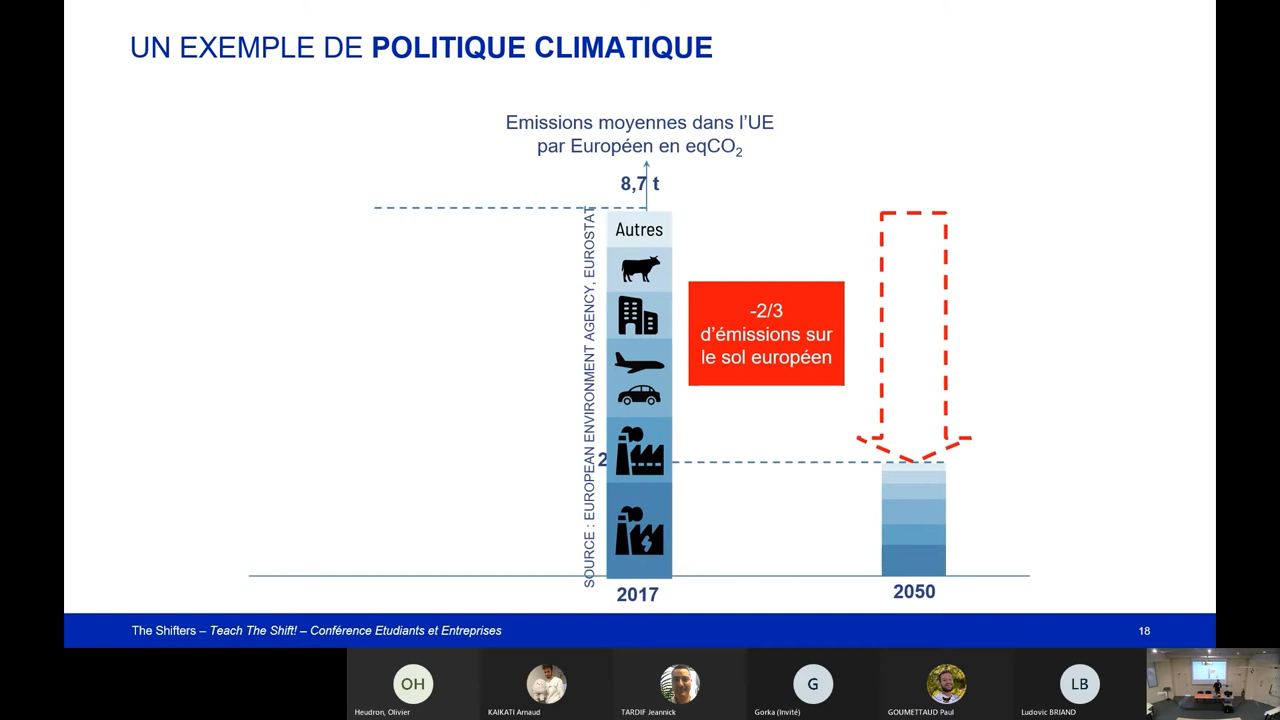 UN EXEMPLE DE POLITIQUE CLIMATIQUE
Emissions moyennes dans l'UE
par Européen en eqCO2
8,7 t
Autres
-2/3
d'émissions sur
le sol européen
2
SOURCE : EUROPEAN ENVIRONMENT AGENCY, EUROSTAT
2017
2050
The Shifters – Teach The Shift! – Conférence Etudiants et Entreprises
18
OH
G
LB
Heudron, Olivier
KAIKATI Arnaud
TARDIF Jeannick
Gorka (Invité)
GOUMETTAUD Paul
Ludovic BRIAND